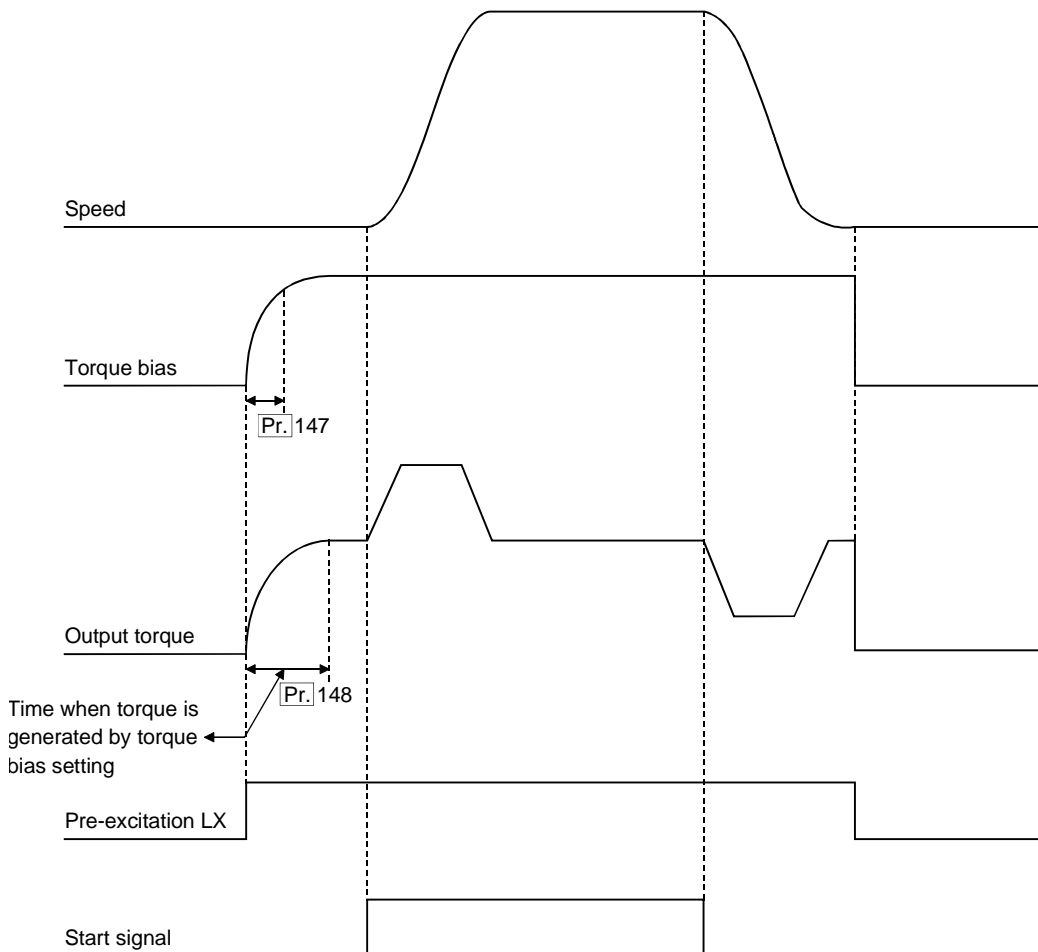 Speed
Torque bias
Pr. 147
Output torque
Pr. 148
Time when torque is
generated by torque
bias setting
Pre-excitation LX
Start signal